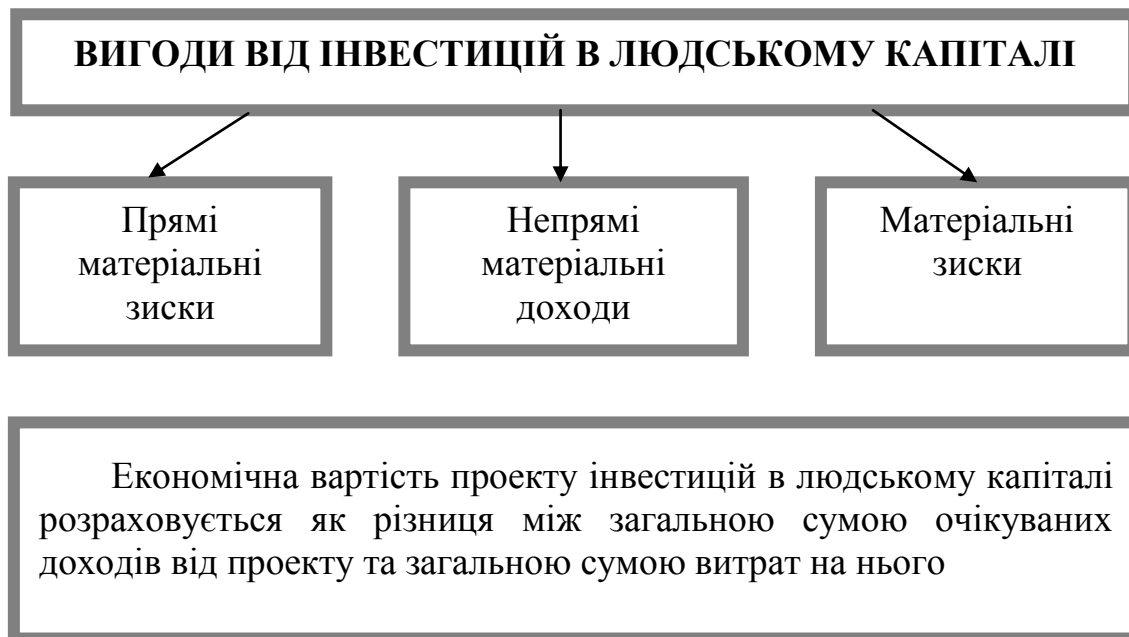 ВИГОДИ ВІД ІНВЕСТИЦІЙ В ЛЮДСЬКОМУ КАПІТАЛІ
Прямі
матеріальні
зиски
Непрямі
матеріальні
доходи
Матеріальні
зиски
Економічна вартість проекту інвестицій в людському капіталі
розраховується як різниця між загальною сумою очікуваних
доходів від проекту та загальною сумою витрат на нього